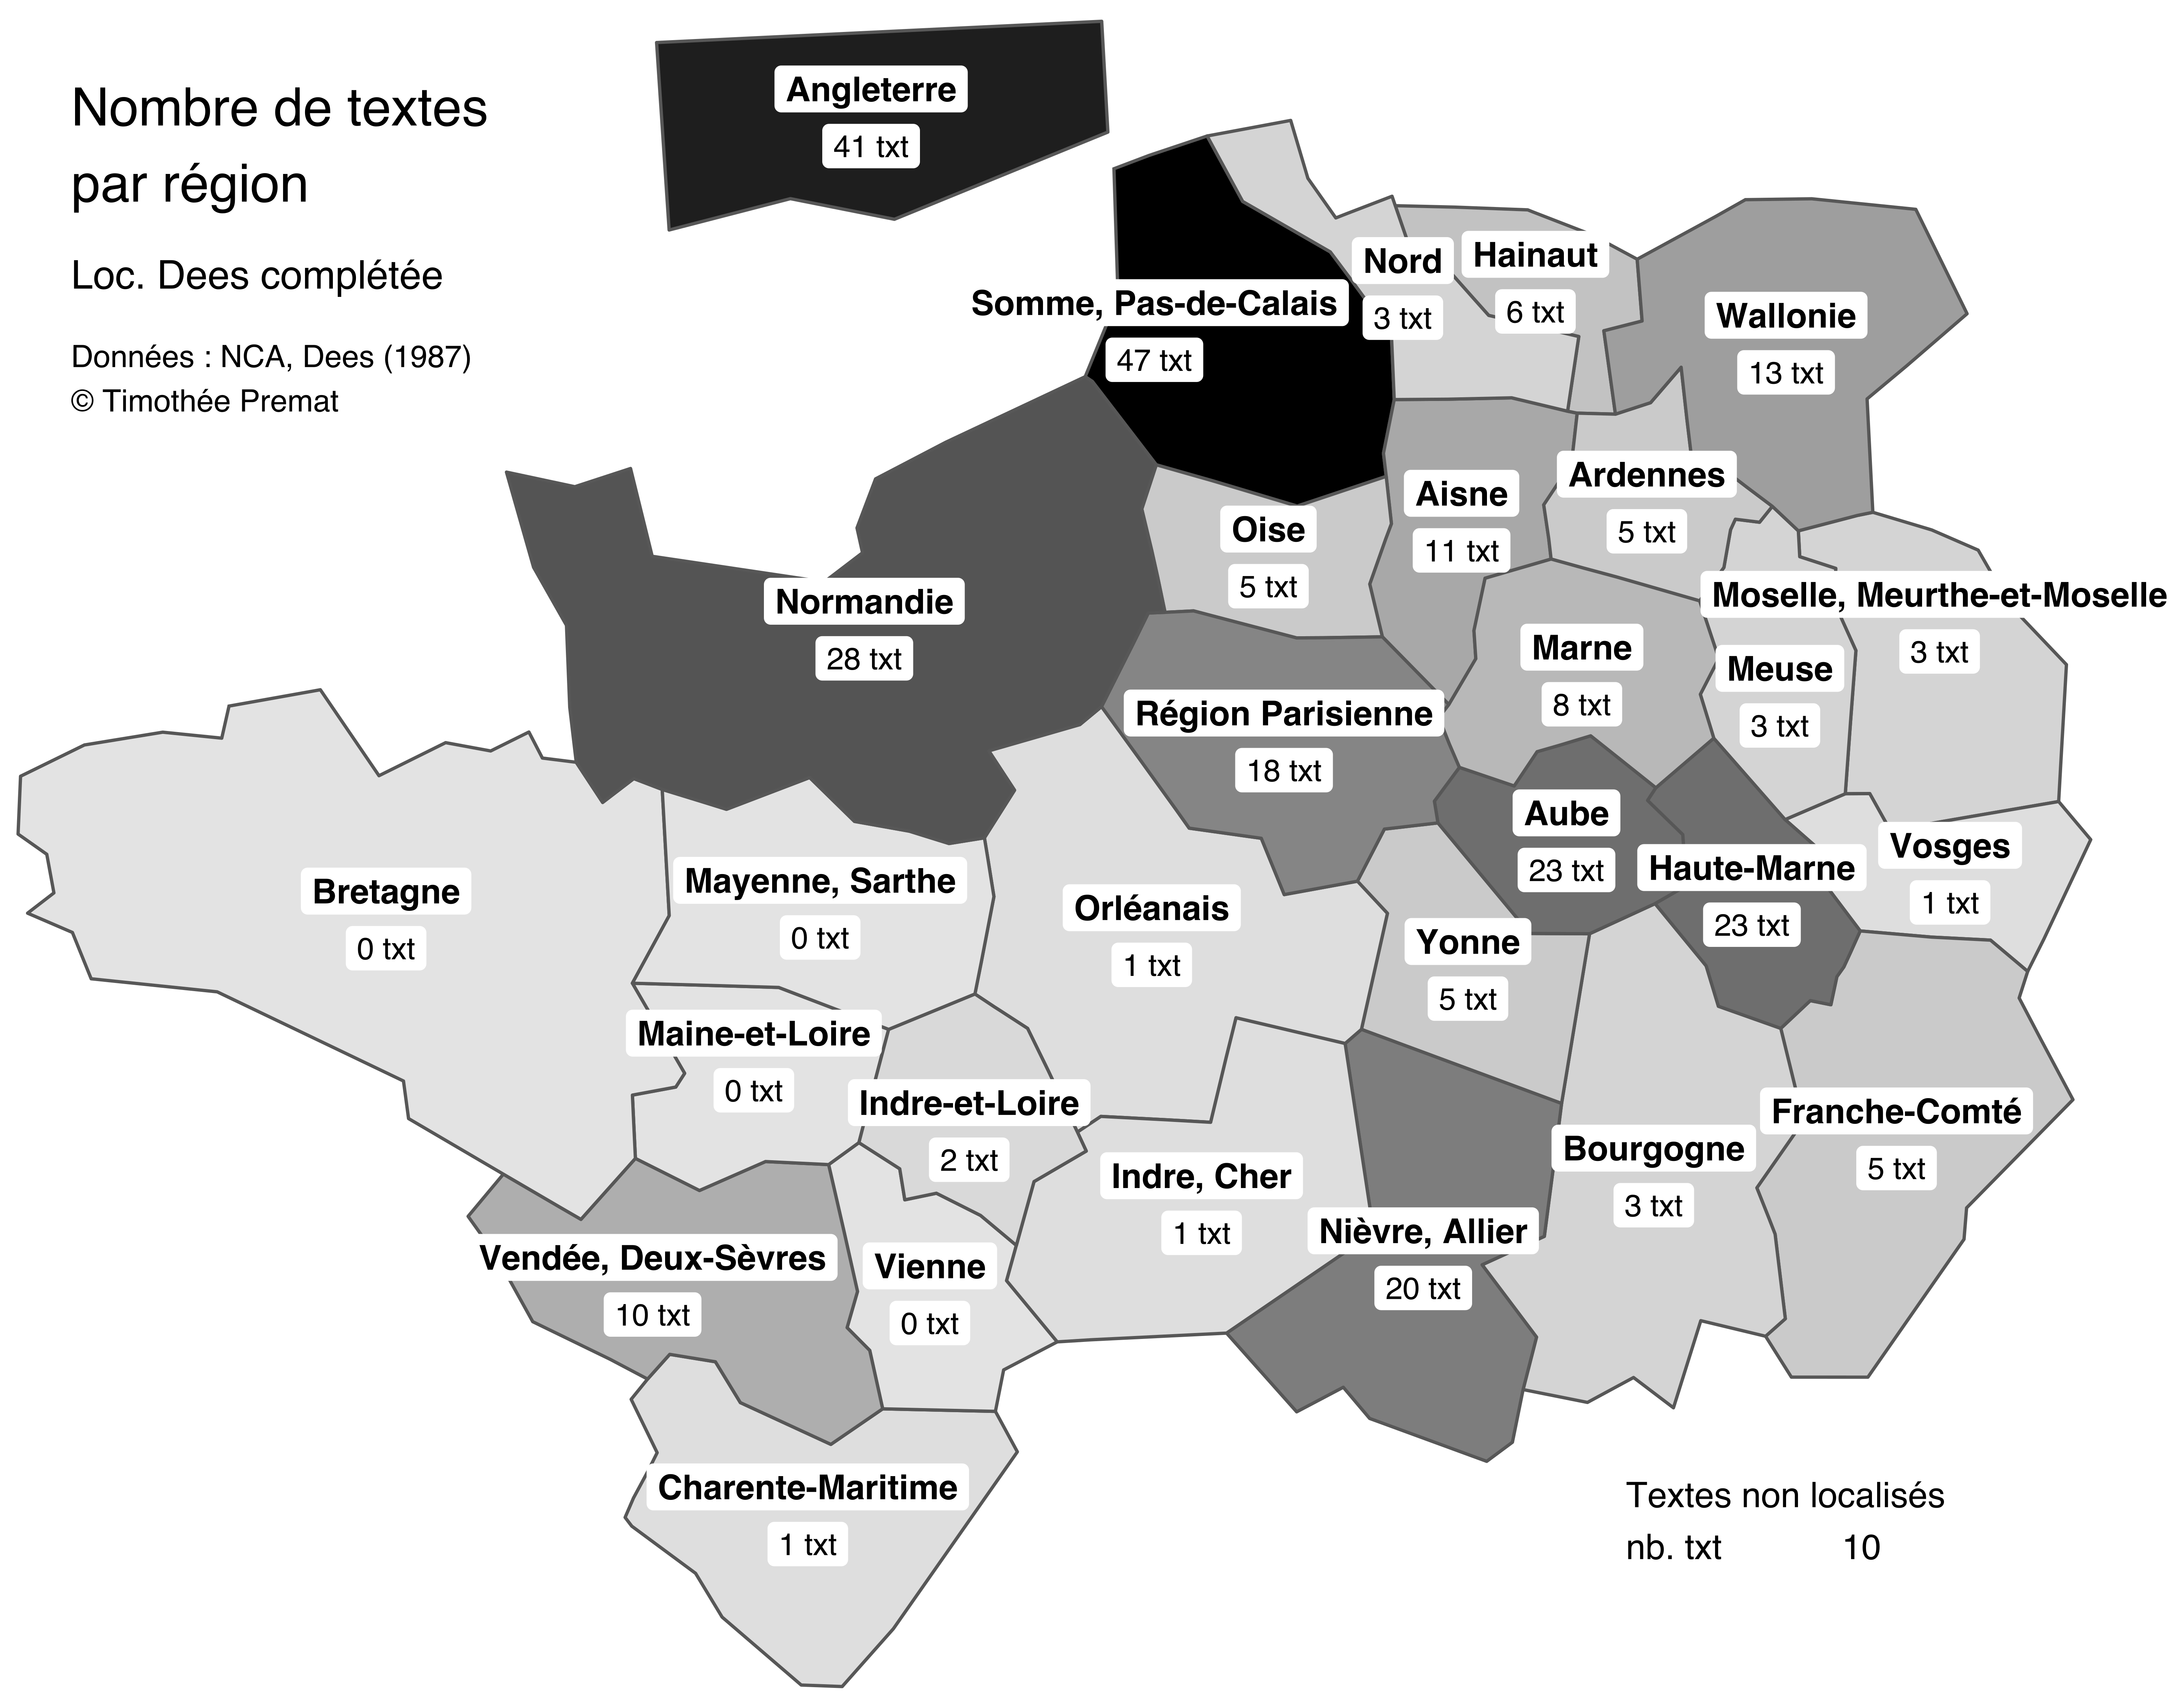 Nombre de textes
par région
Loc. Dees complétée
Données : NCA, Dees (1987)
© Timothée Premat
Angleterre
41 txt
Somme, Pas-de-Calais
47 txt
Nord
3 txt
Hainaut
6 txt
Wallonie
13 txt
Normandie
28 txt
Oise
5 txt
Aisne
11 txt
Ardennes
5 txt
Moselle, Meurthe-et-Moselle
3 txt
Marne
8 txt
Meuse
3 txt
Région Parisienne
18 txt
Aube
23 txt
Haute-Marne
23 txt
Vosges
1 txt
Bretagne
0 txt
Mayenne, Sarthe
0 txt
Orléanais
1 txt
Yonne
5 txt
Maine-et-Loire
0 txt
Indre-et-Loire
2 txt
Indre, Cher
1 txt
Nièvre, Allier
20 txt
Bourgogne
3 txt
Franche-Comté
5 txt
Vendée, Deux-Sèvres
10 txt
Vienne
0 txt
Charente-Maritime
1 txt
Textes non localisés
nb. txt 10